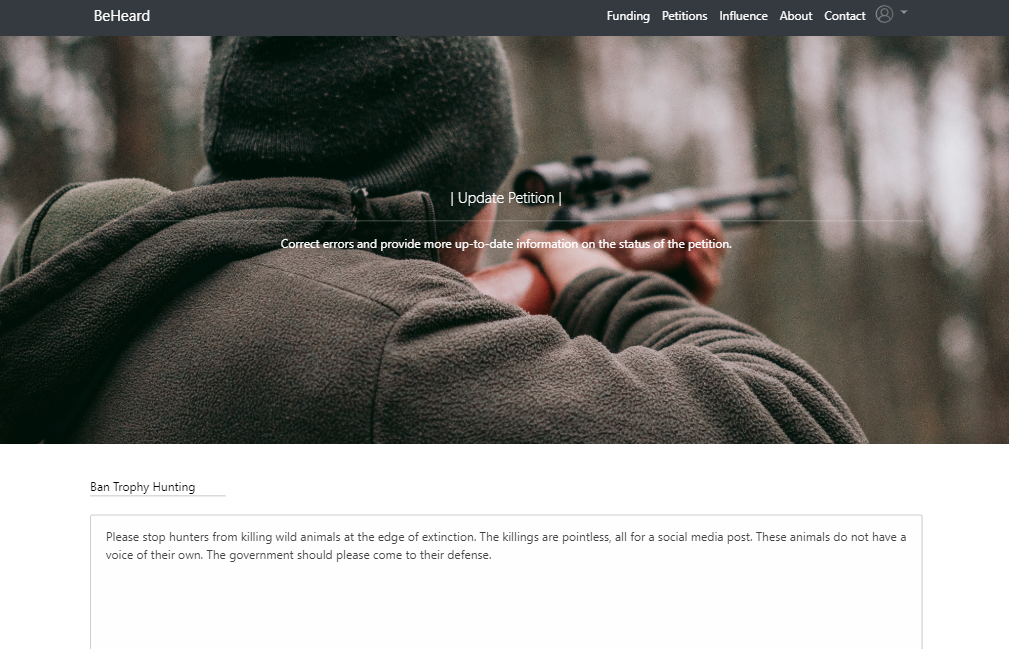 BeHeard
Funding Petitions Influence About Contact
| Update Petition |
Correct errors and provide more up-to-date information on the status of the petition.
Ban Trophy Hunting
Please stop hunters from killing wild animals at the edge of extinction. The killings are pointless, all for a social media post. These animals do not have a
voice of their own. The government should please come to their defense.